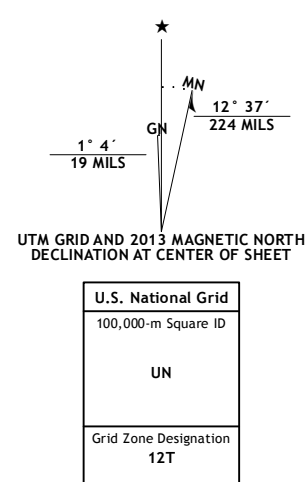 ★
MN
12° 37´
224 MILS
GN
1° 4´
19 MILS
UTM GRID AND 2013 MAGNETIC NORTH
DECLINATION AT CENTER OF SHEET
U.S. National Grid
100,000-m Square ID
UN
Grid Zone Designation
12T